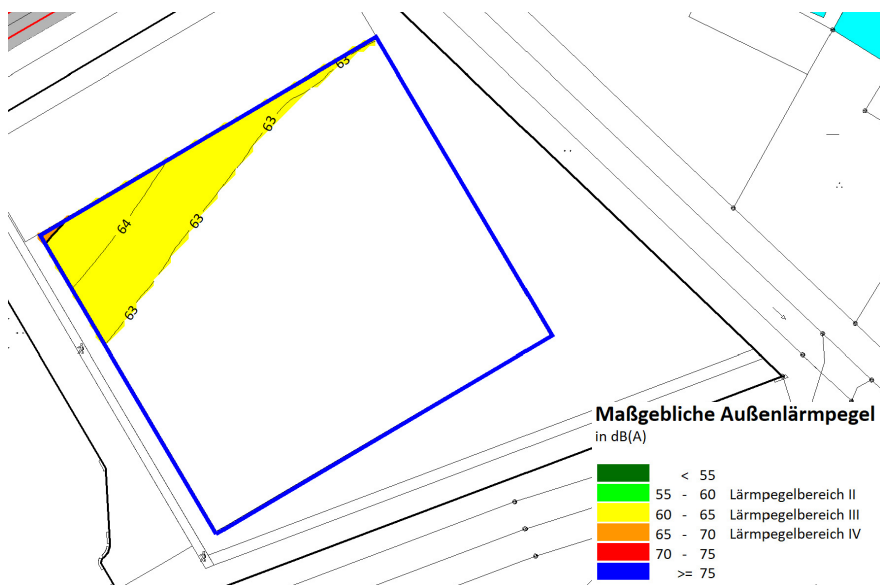 63
63
64
63
63
Maßgebliche Außenlärmpegel
in dB(A)
< 55
55 - 60 Lärmpegelbereich II
60 - 65 Lärmpegelbereich III
65 - 70 Lärmpegelbereich IV
70 - 75
>= 75